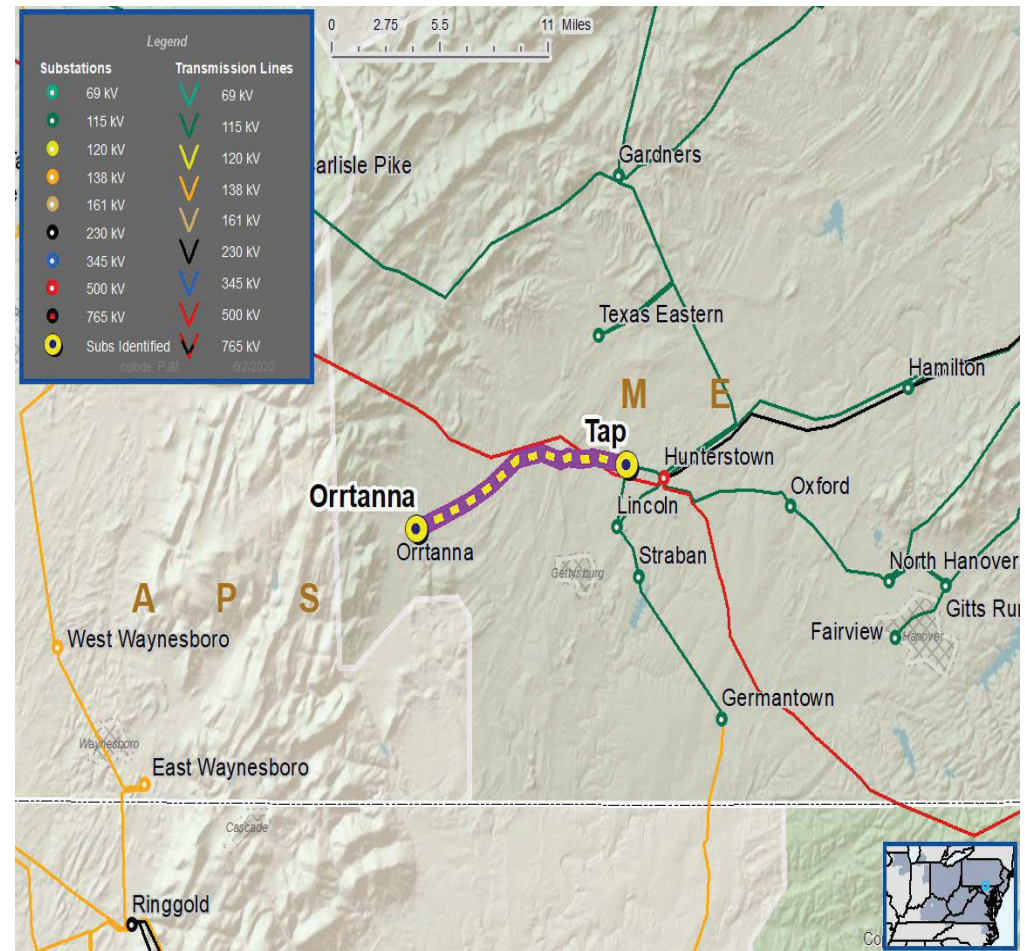 0 2.75 5.5 11 Miles
Legend
Substations Transmission Lines
69 kV 69 kV
115 kV 115 kV
120 kV 120 kV
138 kV 138 kV
161 kV 161 kV
230 kV 230 kV
345 kV 345 kV
500 kV 500 kV
765 kV 765 kV
Subs Identified
colode: PJM 6/2/2020
arlisle Pike
Gardners
Texas Eastern
Hamilton
M E
Tap
Hunterstown
Orrtanna
Lincoln
Oxford
Orrtanna
Straban
Gettysburg
North Hanover
A P S
Gitts Run
Fairview
Hanover
West Waynesboro
Germantown
Waynesboro
East Waynesboro
Cascade
Ringgold
Co